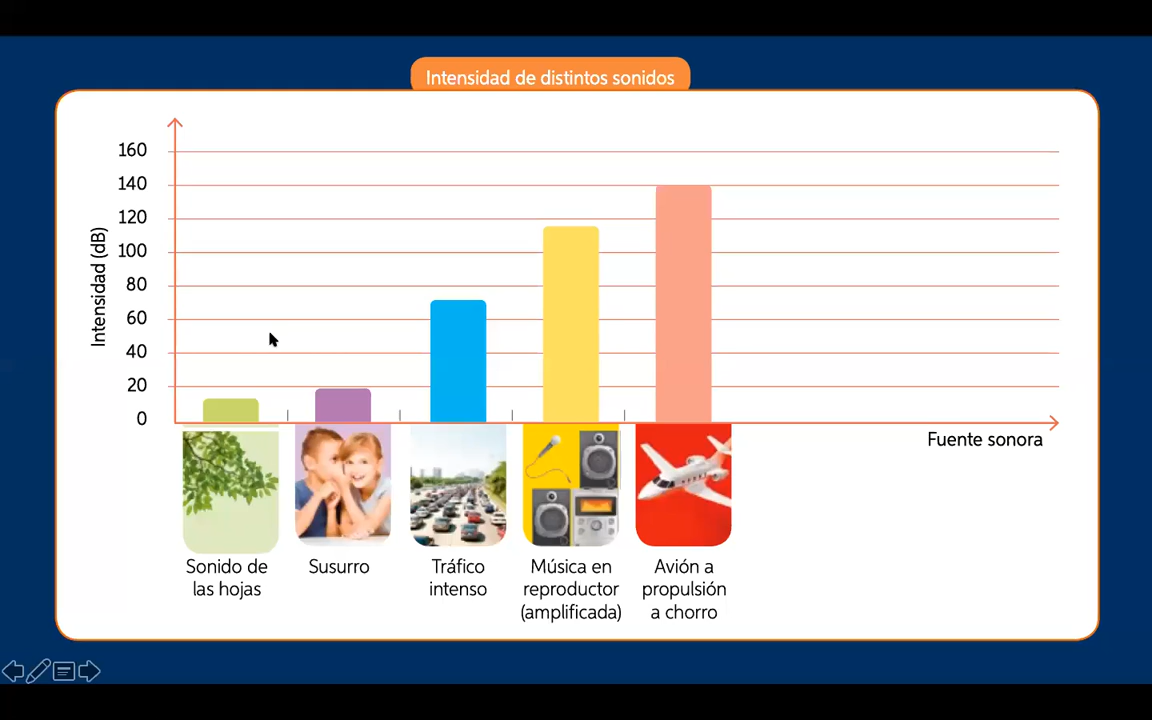 Intensidad de distintos sonidos
160
140
120
100
80
60
40
20
0
Intensidad (dB)
Fuente sonora
Sonido de
las hojas
Susurro
Tráfico
intenso
Música en
reproductor
(amplificada)
Avión a
propulsión
a chorro